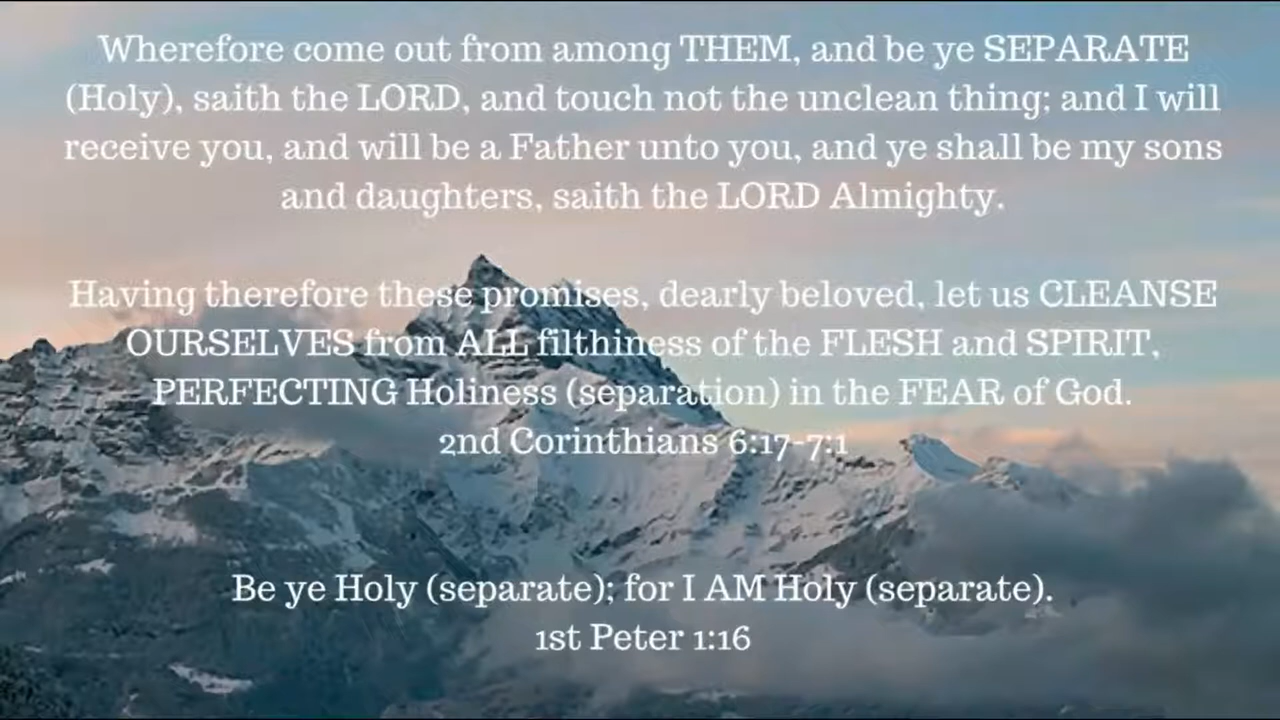 Wherefore come out from among THEM, and be ye SEPARATE
(Holy), saith the LORD, and touch not the unclean thing; and I will
receive you, and will be a Father unto you, and ye shall be my sons
and daughters, saith the LORD Almighty.
Having therefore these promises, dearly beloved, let us CLEANSE
OURSELVES from ALL filthiness of the FLESH and SPIRIT,
PERFECTING Holiness (separation) in the FEAR of God.
2nd Corinthians 6:17-7:1
Be ye Holy (separate); for I AM Holy (separate).
1st Peter 1:16